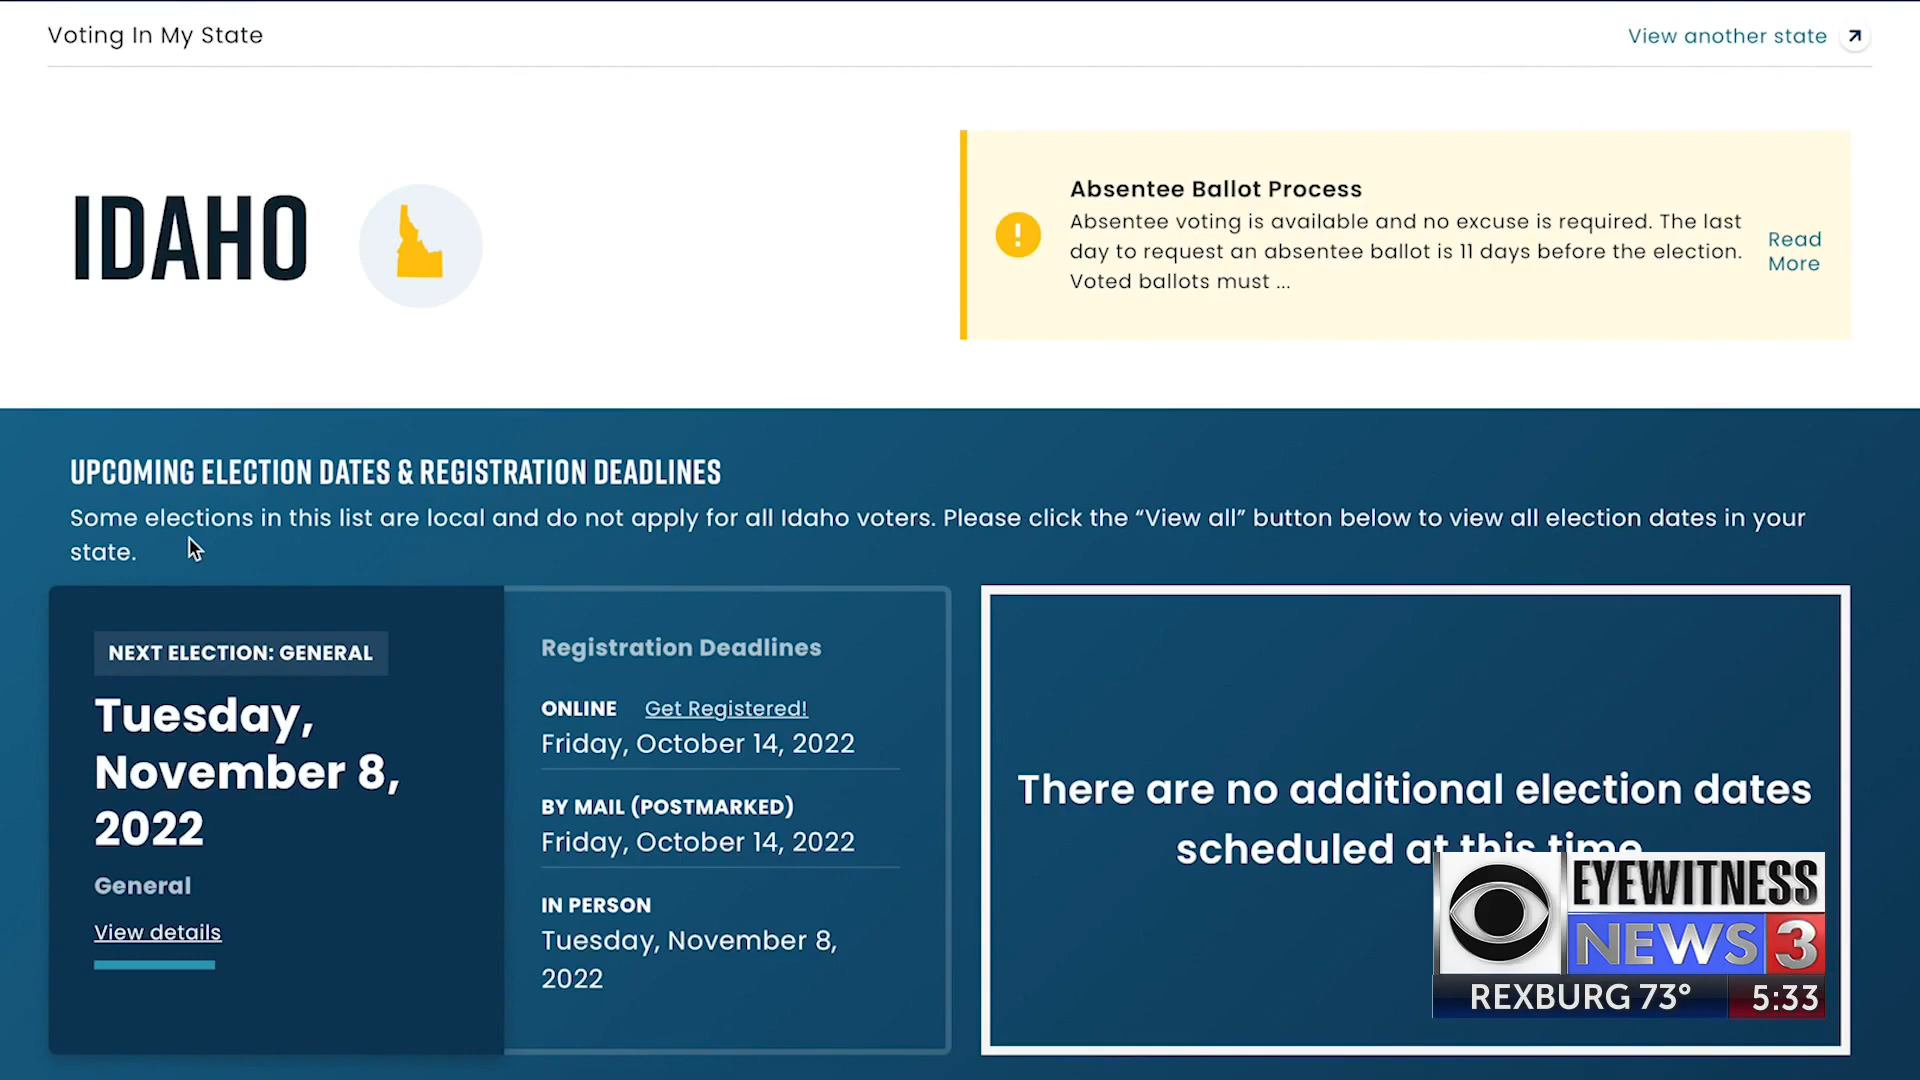 Voting In My State
View another state
IDAHO
Absentee Ballot Process
Absentee voting is available and no excuse is required. The last
day to request an absentee ballot is 11 days before the election.
Voted ballots must ...
Read
More
UPCOMING ELECTION DATES & REGISTRATION DEADLINES
Some elections in this list are local and do not apply for all Idaho voters. Please click the “View all” button below to view all election dates in your
state.
NEXT ELECTION: GENERAL
Tuesday,
November 8,
2022
General
View details
Registration Deadlines
ONLINE Get Registered!
Friday, October 14, 2022
BY MAIL (POSTMARKED)
Friday, October 14, 2022
IN PERSON
Tuesday, November 8,
2022
There are no additional election dates
scheduled at this time
EYEWITNESS
NEWS 3
REXBURG 73° 5:33